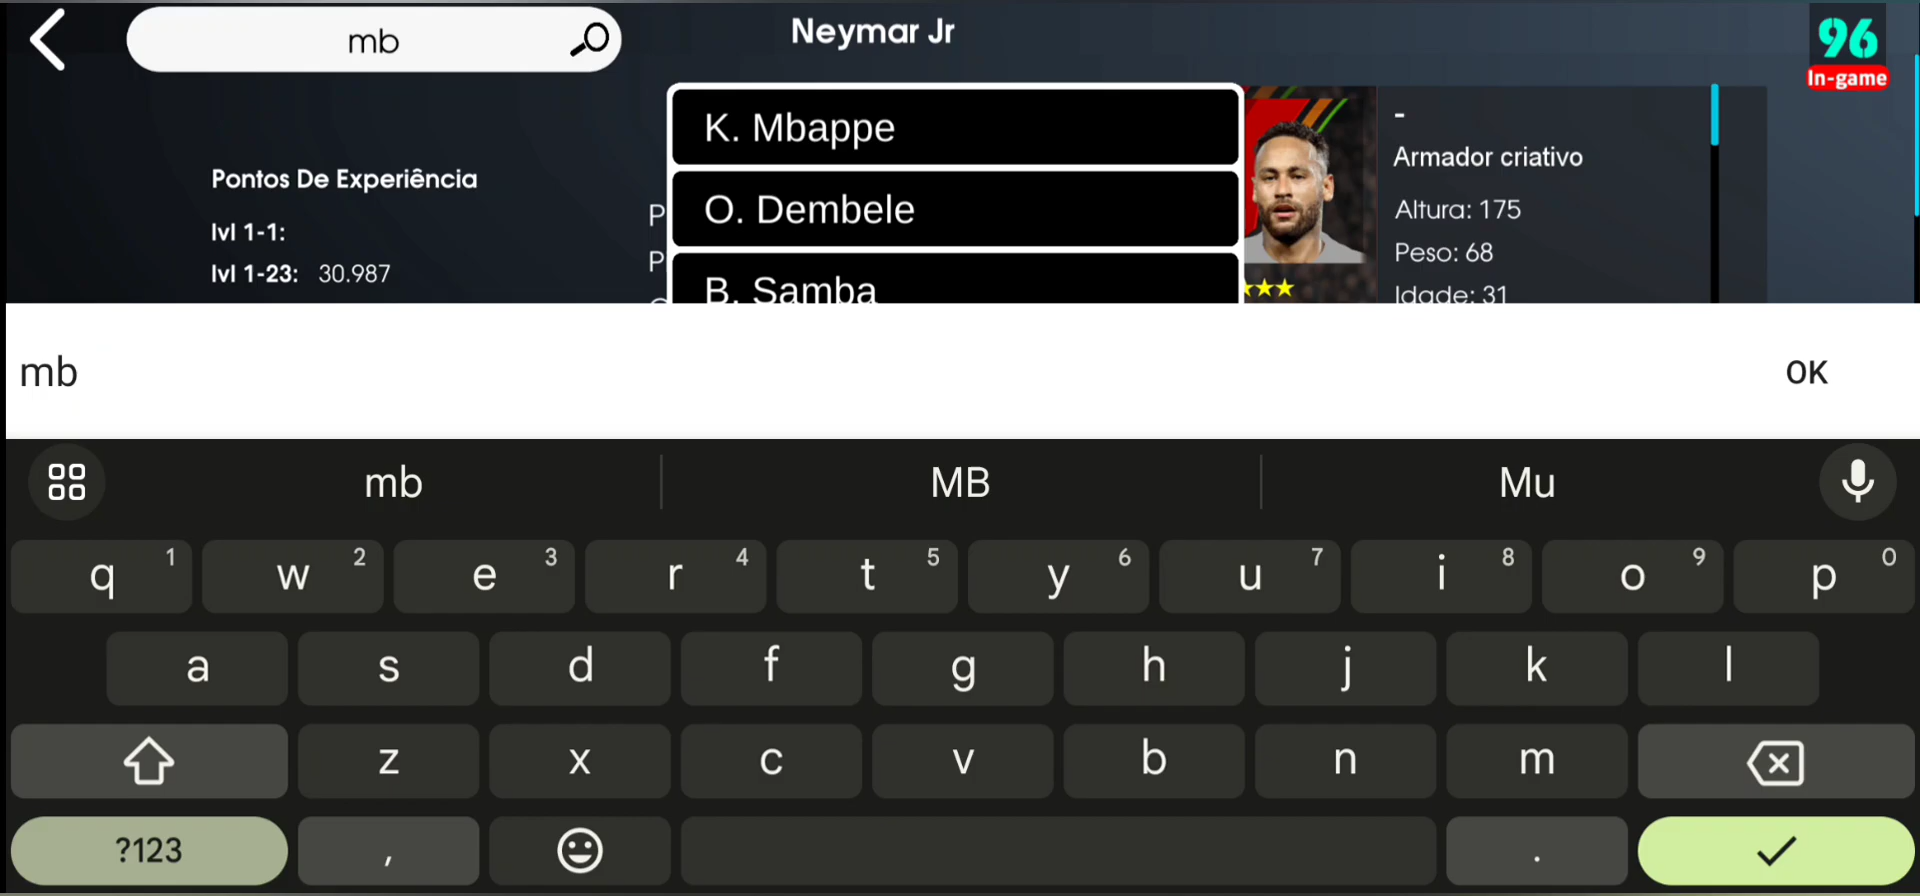 mb
Neymar Jr
96
In-game
K. Mbappe
O. Dembele
B. Samba
Pontos De Experiência
lvl 1-1:
lvl 1-23: 30.987
P
P
-
Armador criativo
Altura: 175
Peso: 68
Idade: 31
mb
OK
mb MB Mu
q 1 w 2 e 3 r 4 t 5 y 6 u 7 i 8 o 9 p 0
a s d f g h j k l
z x c v b n m
?123 , .